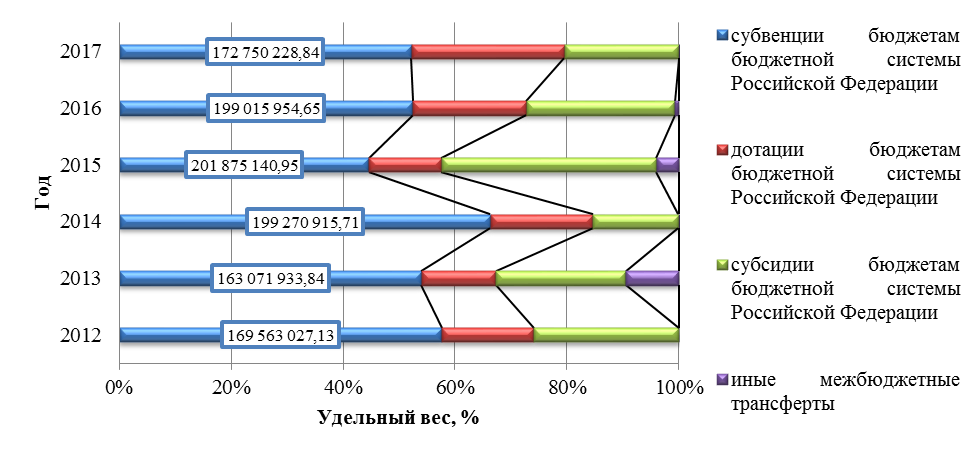 2017
172 750 228,84
2016
199 015 954,65
2015
201 875 140,95
2014
199 270 915,71
2013
163 071 933,84
2012
169 563 027,13
Год
0% 20% 40% 60% 80% 100%
Удельный вес, %
субвенции бюджетам
бюджетной системы
Российской Федерации
дотации бюджетам
бюджетной системы
Российской Федерации
субсидии бюджетам
бюджетной системы
Российской Федерации
иные межбюджетные
трансферты